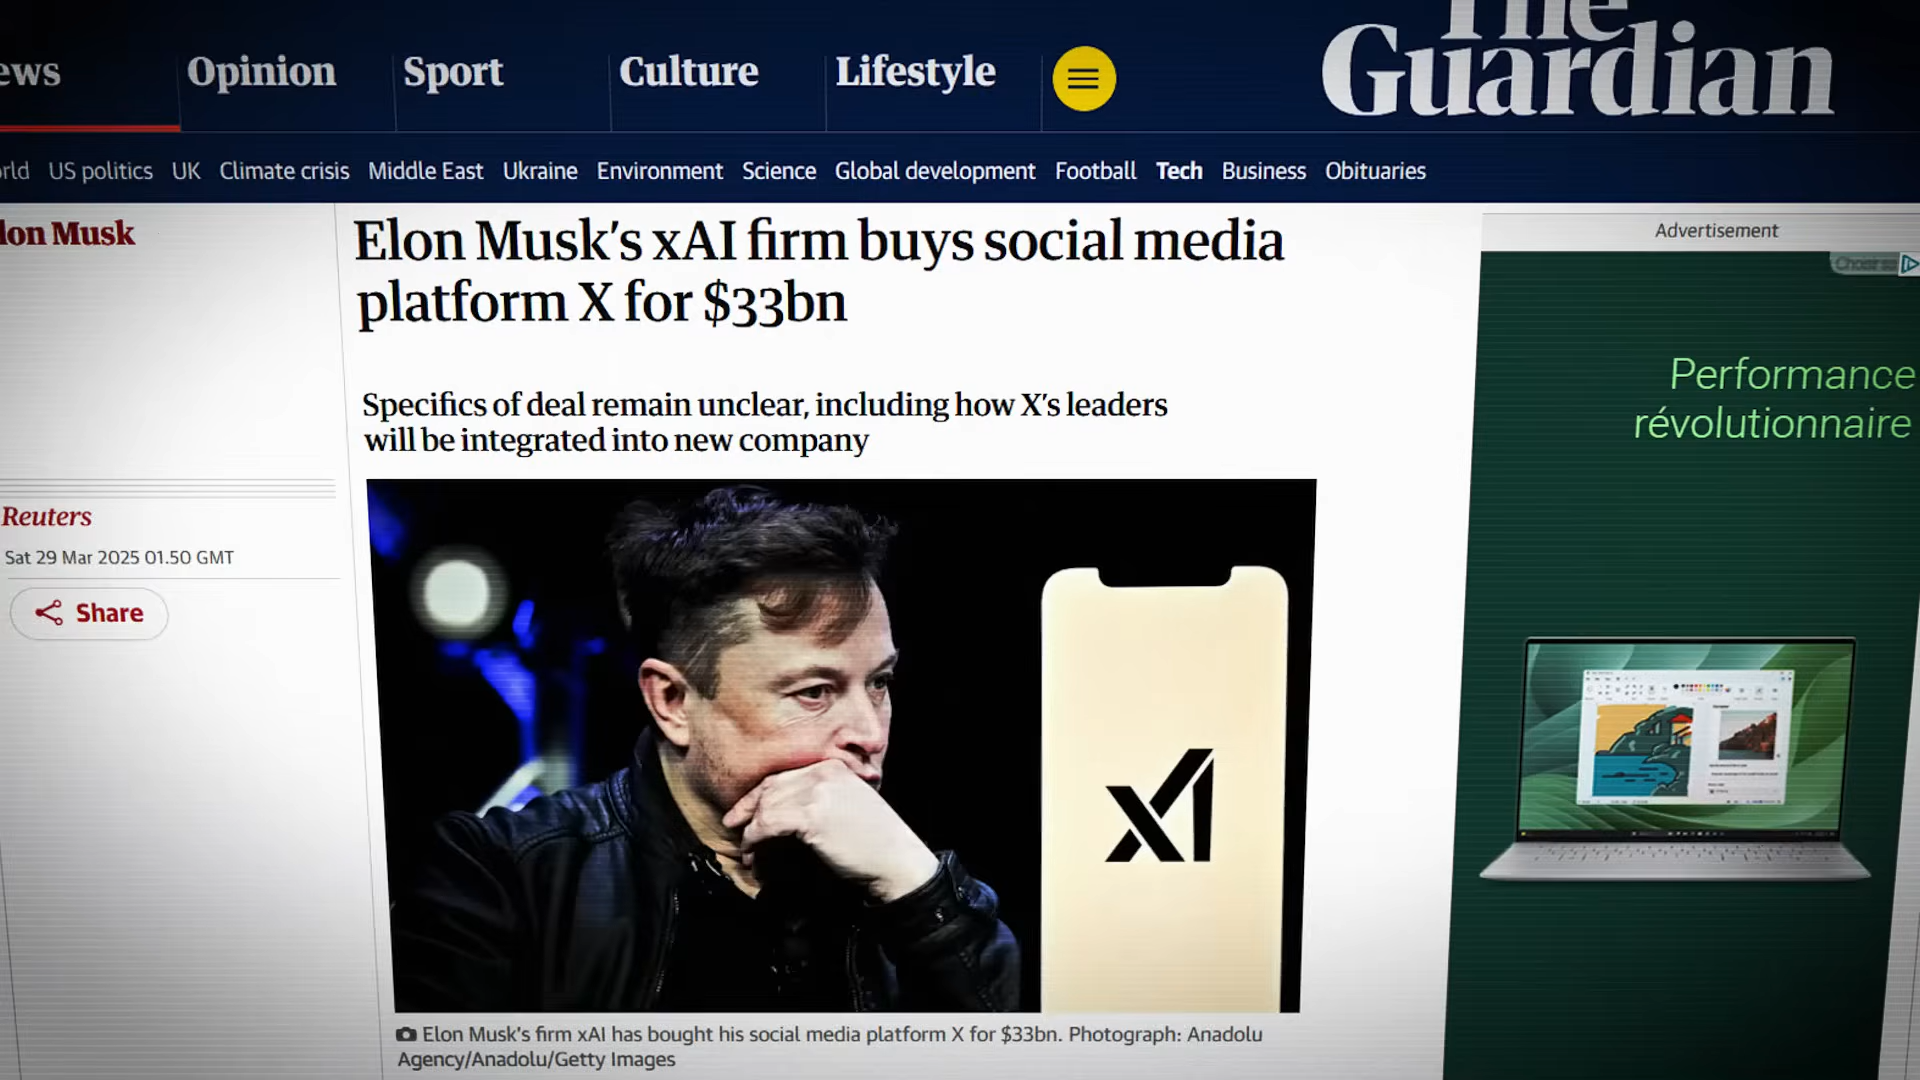 ews
Opinion
Sport
Culture
Lifestyle
The
Guardian
rld
US politics
UK
Climate crisis
Middle East
Ukraine
Environment
Science
Global development
Football
Tech
Business
Obituaries
lon Musk
Elon Musk's xAI firm buys social media
platform X for $33bn
Specifics of deal remain unclear, including how X's leaders
will be integrated into new company
Reuters
Sat 29 Mar 2025 01.50 GMT
Share
xAI
Elon Musk's firm xAI has bought his social media platform X for $33bn. Photograph: Anadolu
Agency/Anadolu/Getty Images
Advertisement
Performance
révolutionnaire